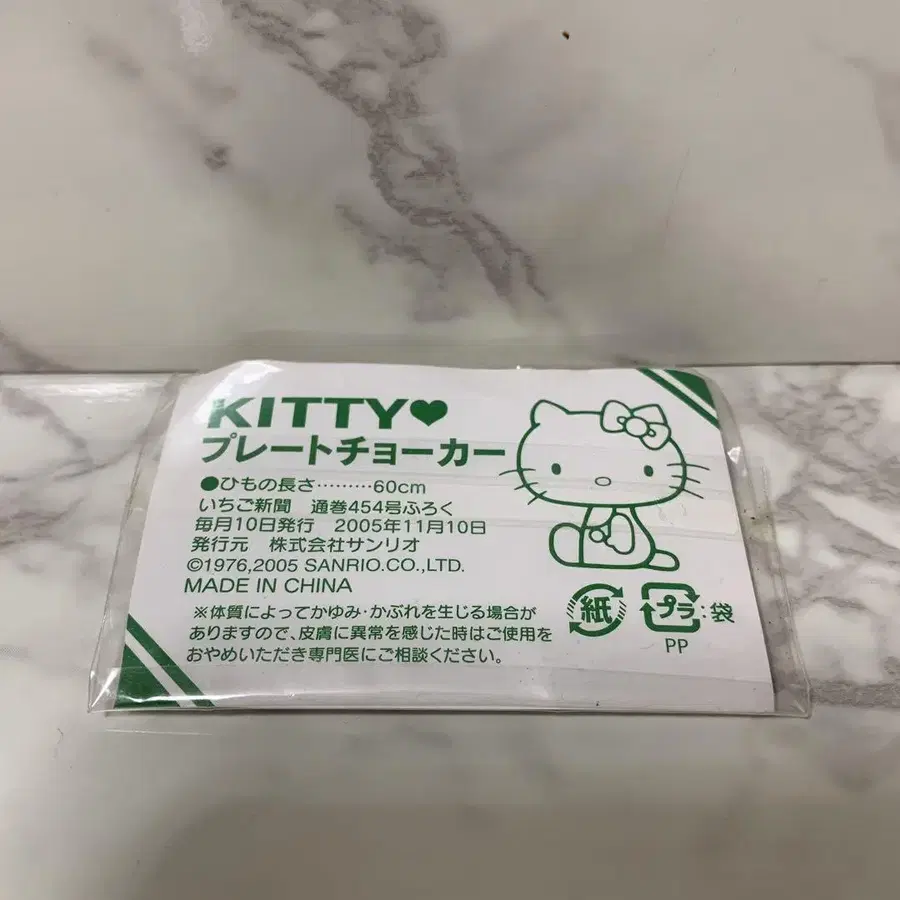 KITTY♥
プレートチョーカー
●ひもの長さ………60cm
いちご新聞　通巻454号ふろく
毎月10日発行　2005年11月10日
発行元　株式会社サンリオ
©1976,2005 SANRIO.CO.,LTD.
MADE IN CHINA
※体質によってかゆみ・かぶれを生じる場合が
ありますので、皮膚に異常を感じた時はご使用を
おやめいただき専門医にご相談ください。
紙
プラ:袋
PP